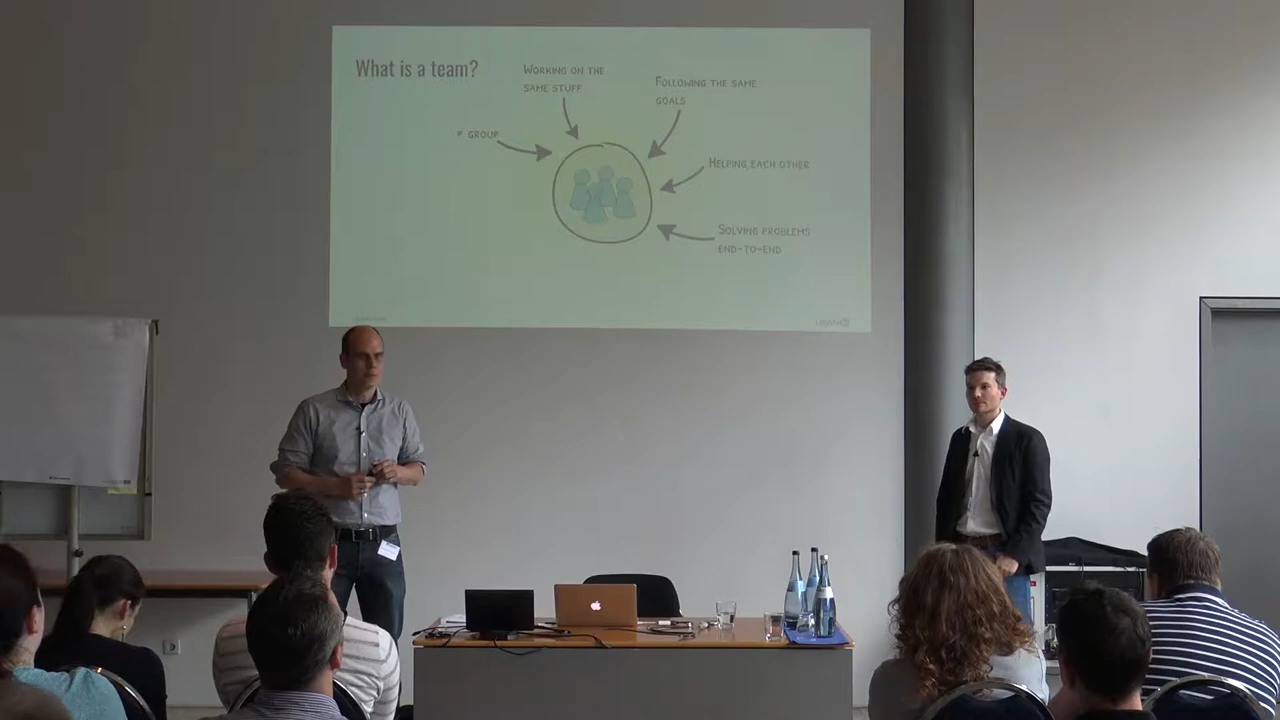 What is a team?
WORKING ON THE
SAME STUFF
FOLLOWING THE SAME
GOALS
≠ GROUP
HELPING EACH OTHER
SOLVING PROBLEMS
END-TO-END